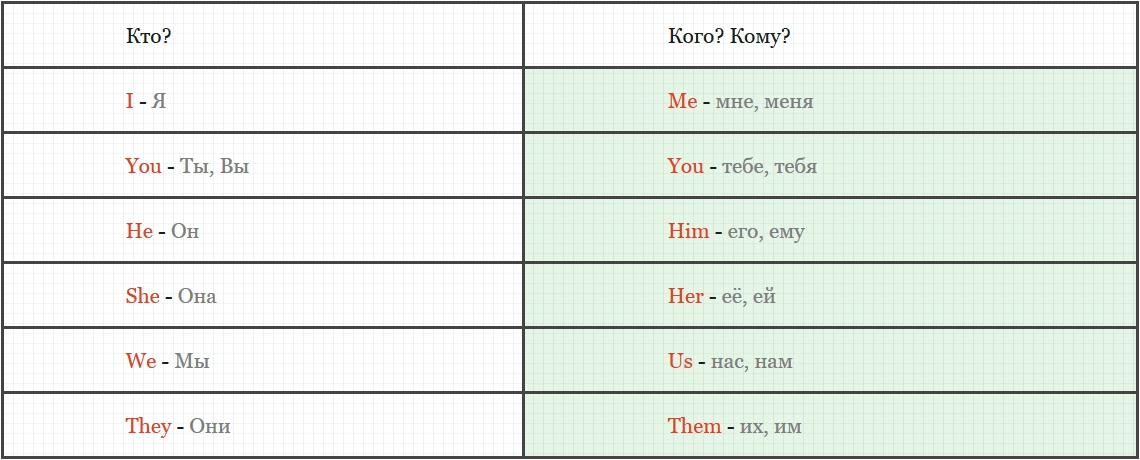 Кто? Кого? Кому?
I - Я Me - мне, меня
You - Ты, Вы You - тебе, тебя
He - Он Him - его, ему
She - Она Her - её, ей
We - Мы Us - нас, нам
They - Они Them - их, им